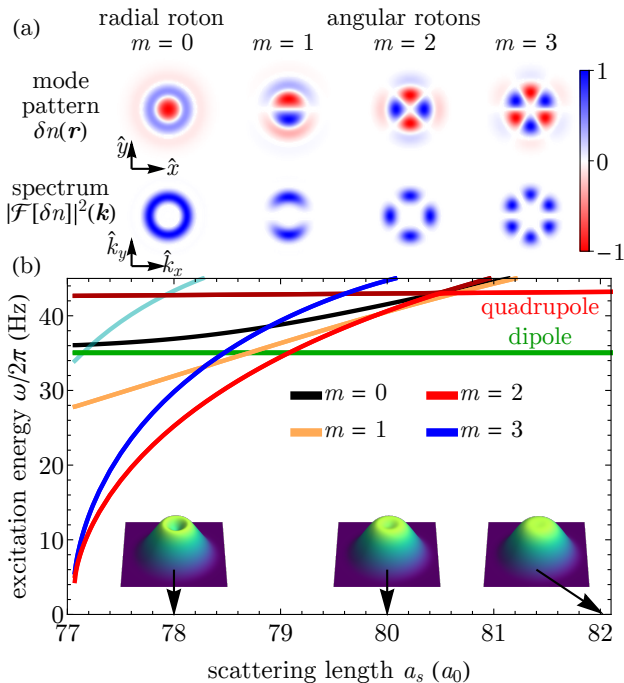 (a)
radial roton angular rotons
m = 0 m = 1 m = 2 m = 3
mode
pattern
δn(r)
ŷ
x̂
spectrum
|𝓕[δn]|²(k)
k̂y
k̂x
1
0
−1
(b)
excitation energy ω/2π (Hz)
40
30
20
10
0
quadrupole
dipole
m = 0 m = 2
m = 1 m = 3
77 78 79 80 81 82
scattering length as (a0)